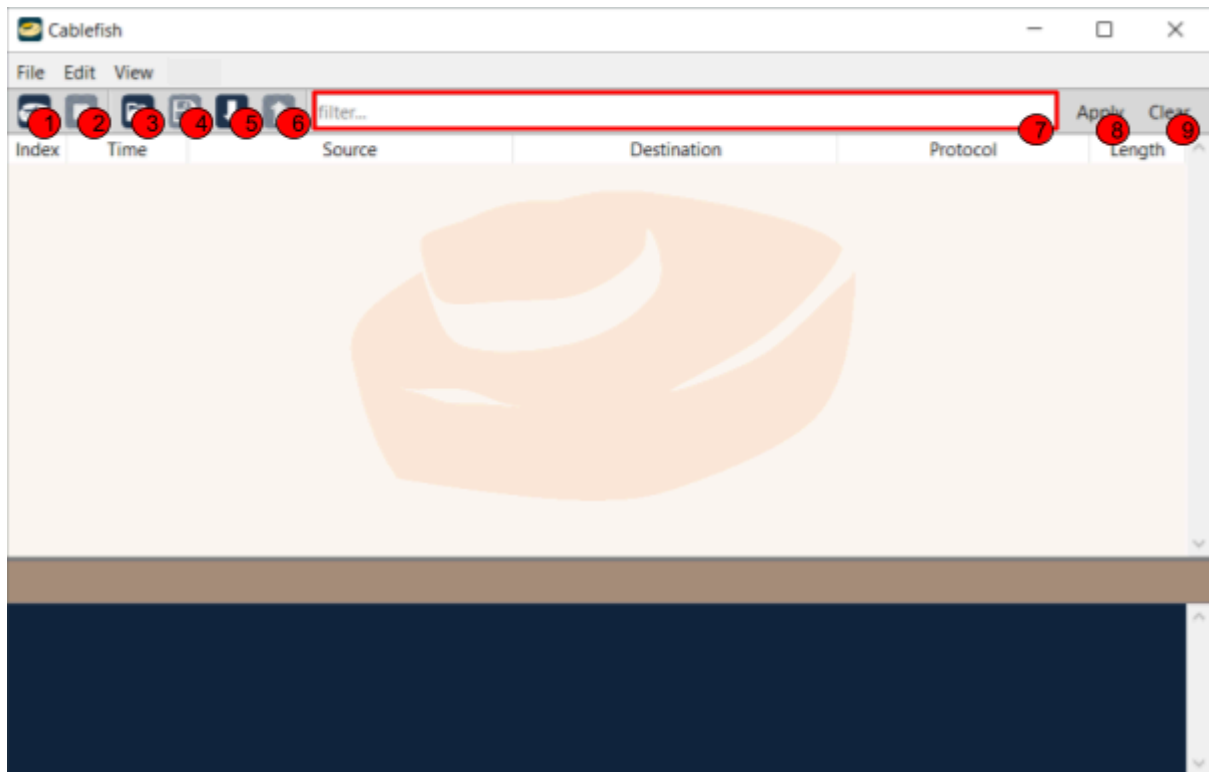 Cablefish
File Edit View
filter... Apply Clear
1 2 3 4 5 6 7 8 9
Index Time Source Destination Protocol Length